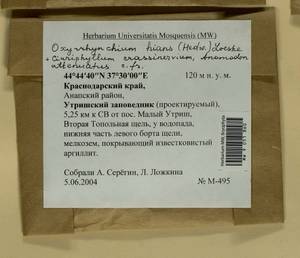 Herbarium Universitatis Mosquensis (MW)
Oxyrrhynchium hians (Hedw.) Loeske
+ Cirriphyllum crassinervium, Anomodon
attenuatus c. fs.
44°44'40"N 37°30'00"E 120 м н. у. м.
Краснодарский край,
Анапский район,
Утришский заповедник (проектируемый),
5,25 км к СВ от пос. Малый Утриш,
Вторая Топольная щель, у водопада,
нижняя часть левого борта щели,
мелкозем, покрывающий известковистый
аргиллит.
Собрали А. Серёгин, Л. Ложкина
5.06.2004 № М-495